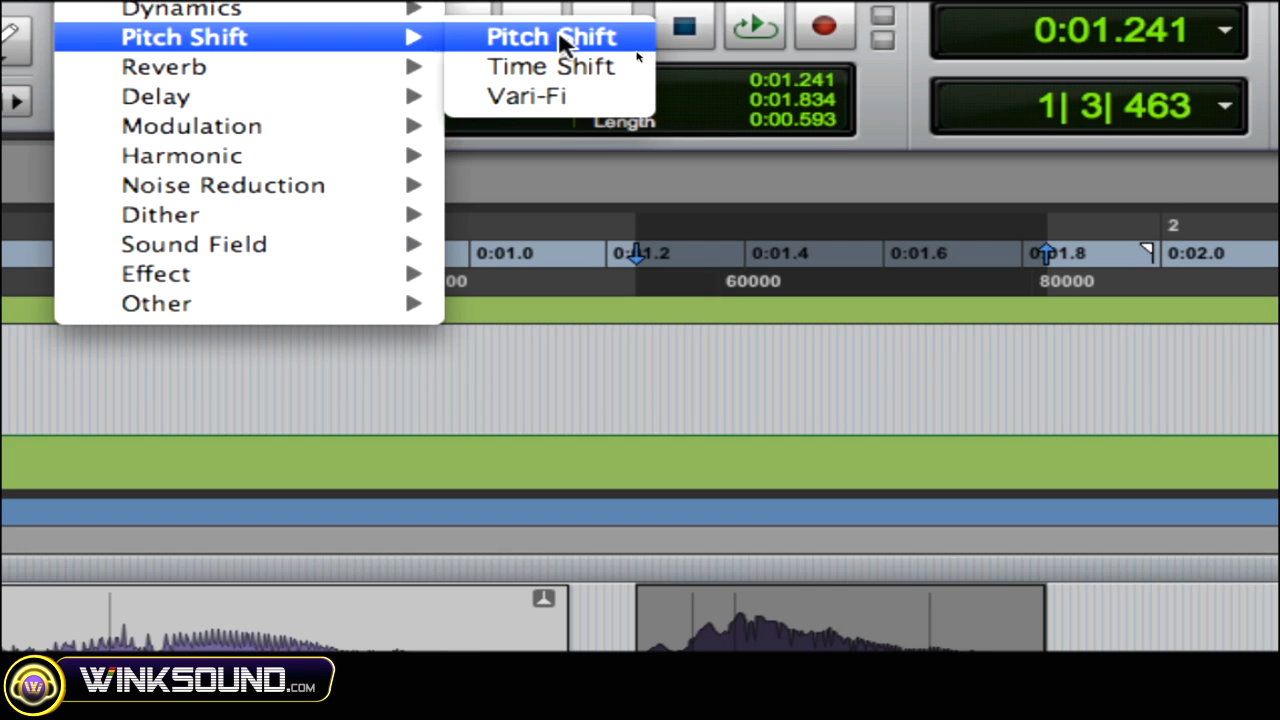 Dynamics
Pitch Shift
Reverb
Delay
Modulation
Harmonic
Noise Reduction
Dither
Sound Field
Effect
Other
Pitch Shift
Time Shift
Vari-Fi
Length
0:01.241
0:01.834
0:00.593
0:01.241
1| 3| 463
2
0:01.0
0:01.2
0:01.4
0:01.6
0:01.8
0:02.0
00
60000
80000
W
WINKSOUND.COM